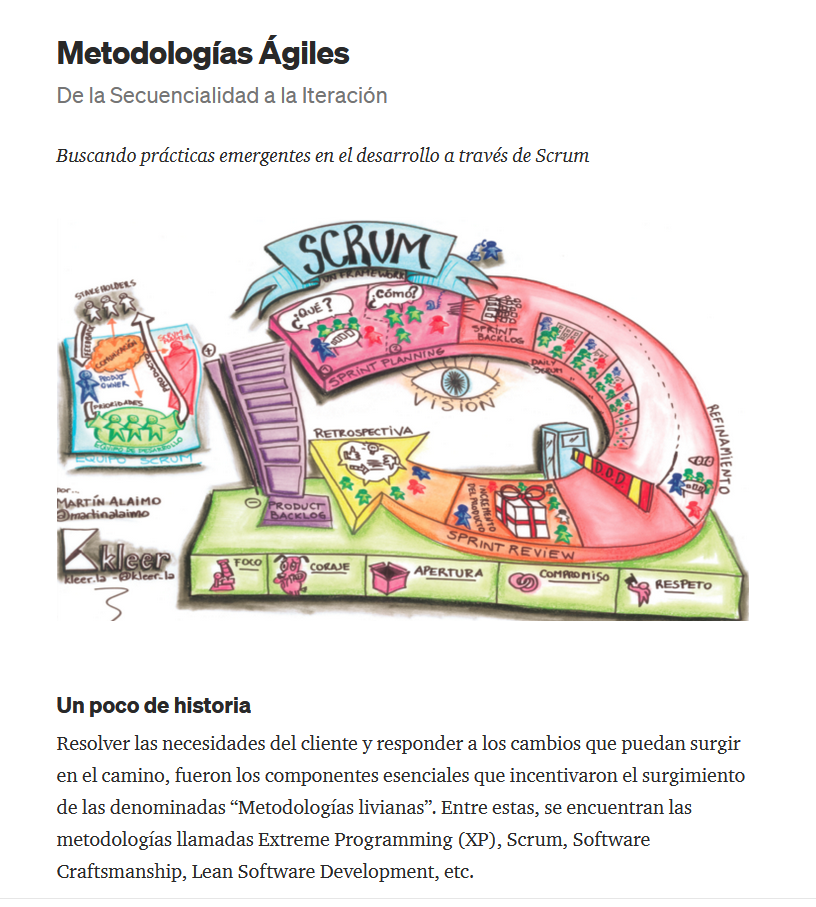 Metodologías Ágiles
De la Secuencialidad a la Iteración
Buscando prácticas emergentes en el desarrollo a través de Scrum
SCRUM
UN FRAMEWORK
STAKEHOLDERS
FEEDBACK
COMUNICACIÓN
SCRUM
MASTER
PRODUCT
OWNER
PRODUCTO
PRIORIDADES
EQUIPO DE DESARROLLO
EQUIPO SCRUM
¿QUÉ?
¿CÓMO?
SPRINT PLANNING
SPRINT
BACKLOG
DAILY
SCRUM
VISION
REFINAMIENTO
D.O.D.
RETROSPECTIVA
INCREMENTO
DEL PRODUCTO
SPRINT REVIEW
PRODUCT
BACKLOG
por...
MARTÍN ALAIMO
@martinalaimo
kleer
kleer.la - @kleer_la
FOCO
CORAJE
APERTURA
COMPROMISO
RESPETO
Un poco de historia
Resolver las necesidades del cliente y responder a los cambios que puedan surgir
en el camino, fueron los componentes esenciales que incentivaron el surgimiento
de las denominadas “Metodologías livianas”. Entre estas, se encuentran las
metodologías llamadas Extreme Programming (XP), Scrum, Software
Craftsmanship, Lean Software Development, etc.